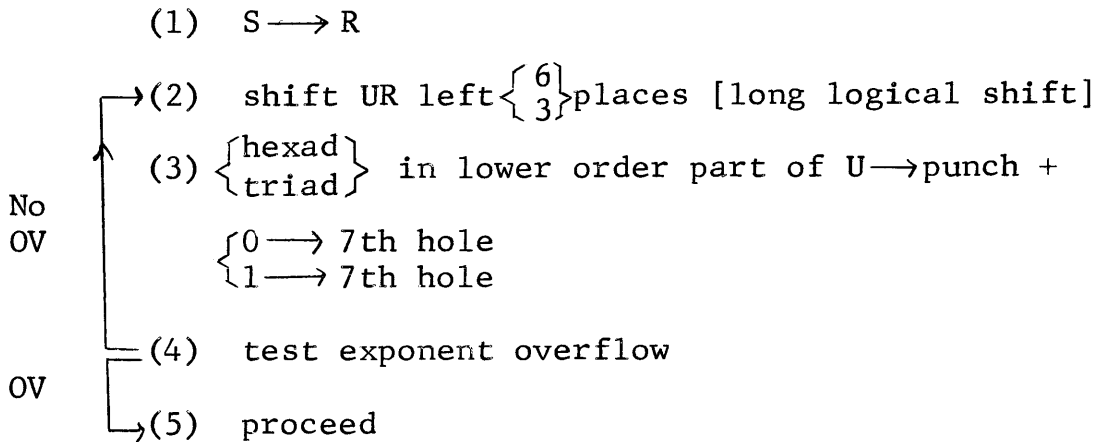 (1) S ⟶ R
(2) shift UR left { 6 3 } places [long logical shift]
(3) { hexad triad } in lower order part of U ⟶ punch +
No
OV
{ 0 ⟶ 7th hole
1 ⟶ 7th hole
(4) test exponent overflow
OV
(5) proceed